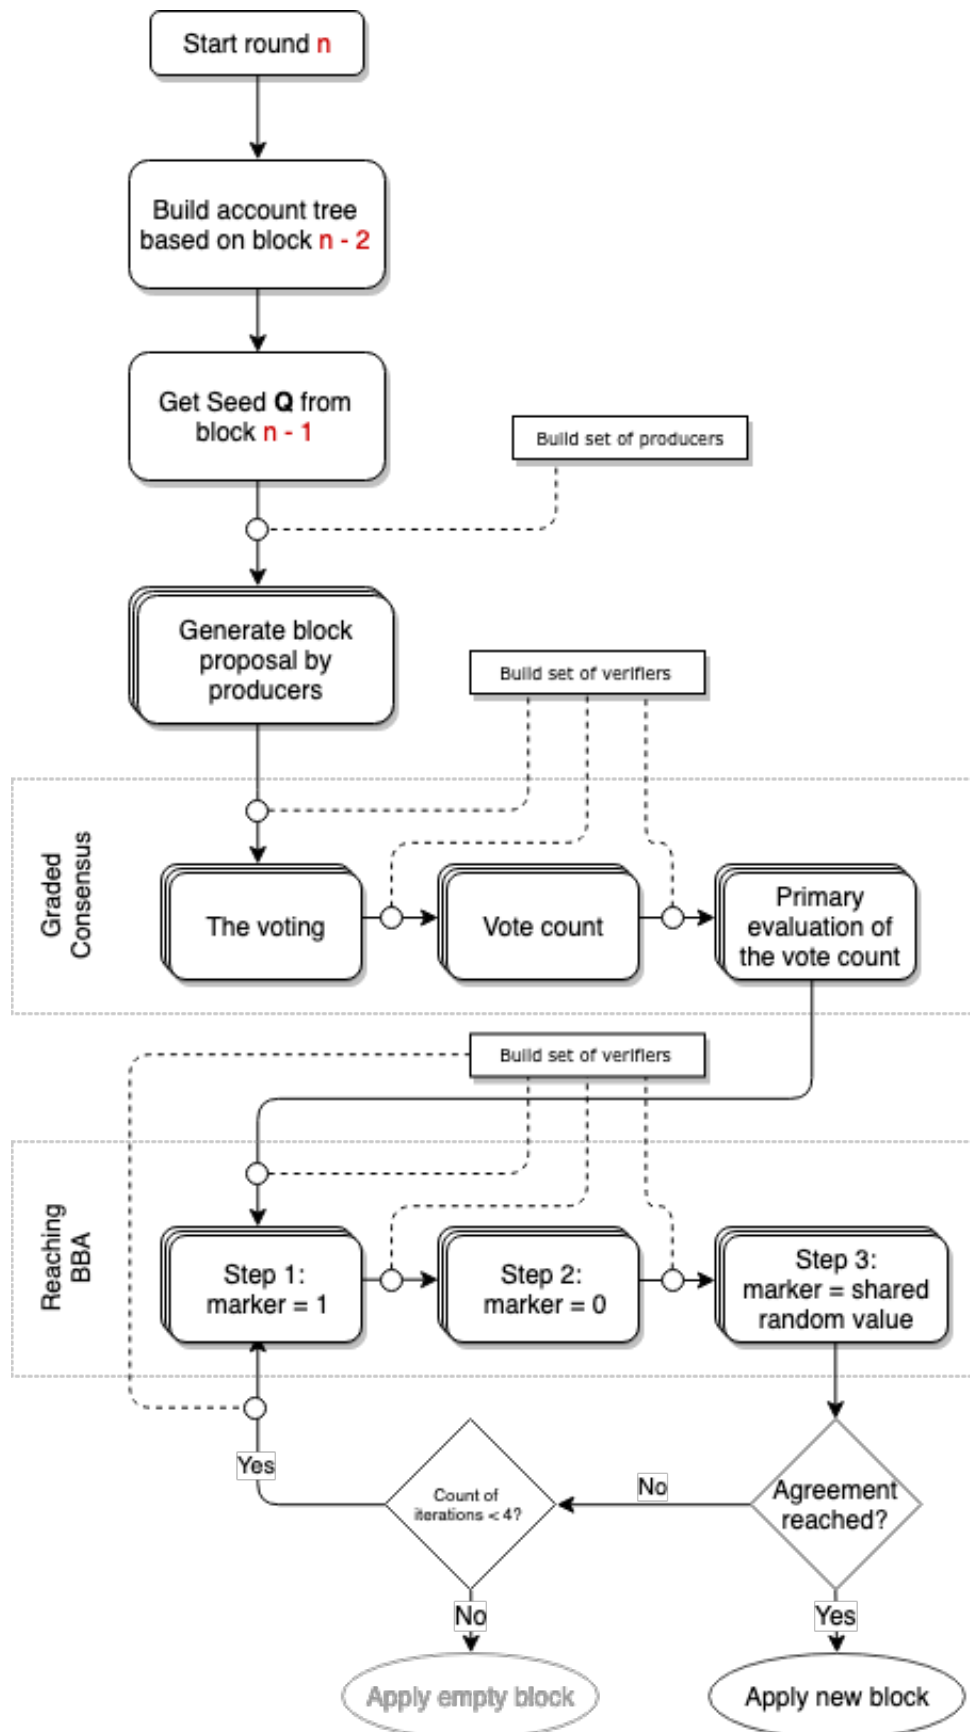 Start round n
Build account tree
based on block n - 2
Get Seed Q from
block n - 1
Build set of producers
Generate block
proposal by
producers
Build set of verifiers
Graded
Consensus
The voting
Vote count
Primary
evaluation of
the vote count
Build set of verifiers
Reaching
BBA
Step 1:
marker = 1
Step 2:
marker = 0
Step 3:
marker = shared
random value
Yes
Count of
iterations < 4?
No
Agreement
reached?
No
Yes
Apply empty block
Apply new block